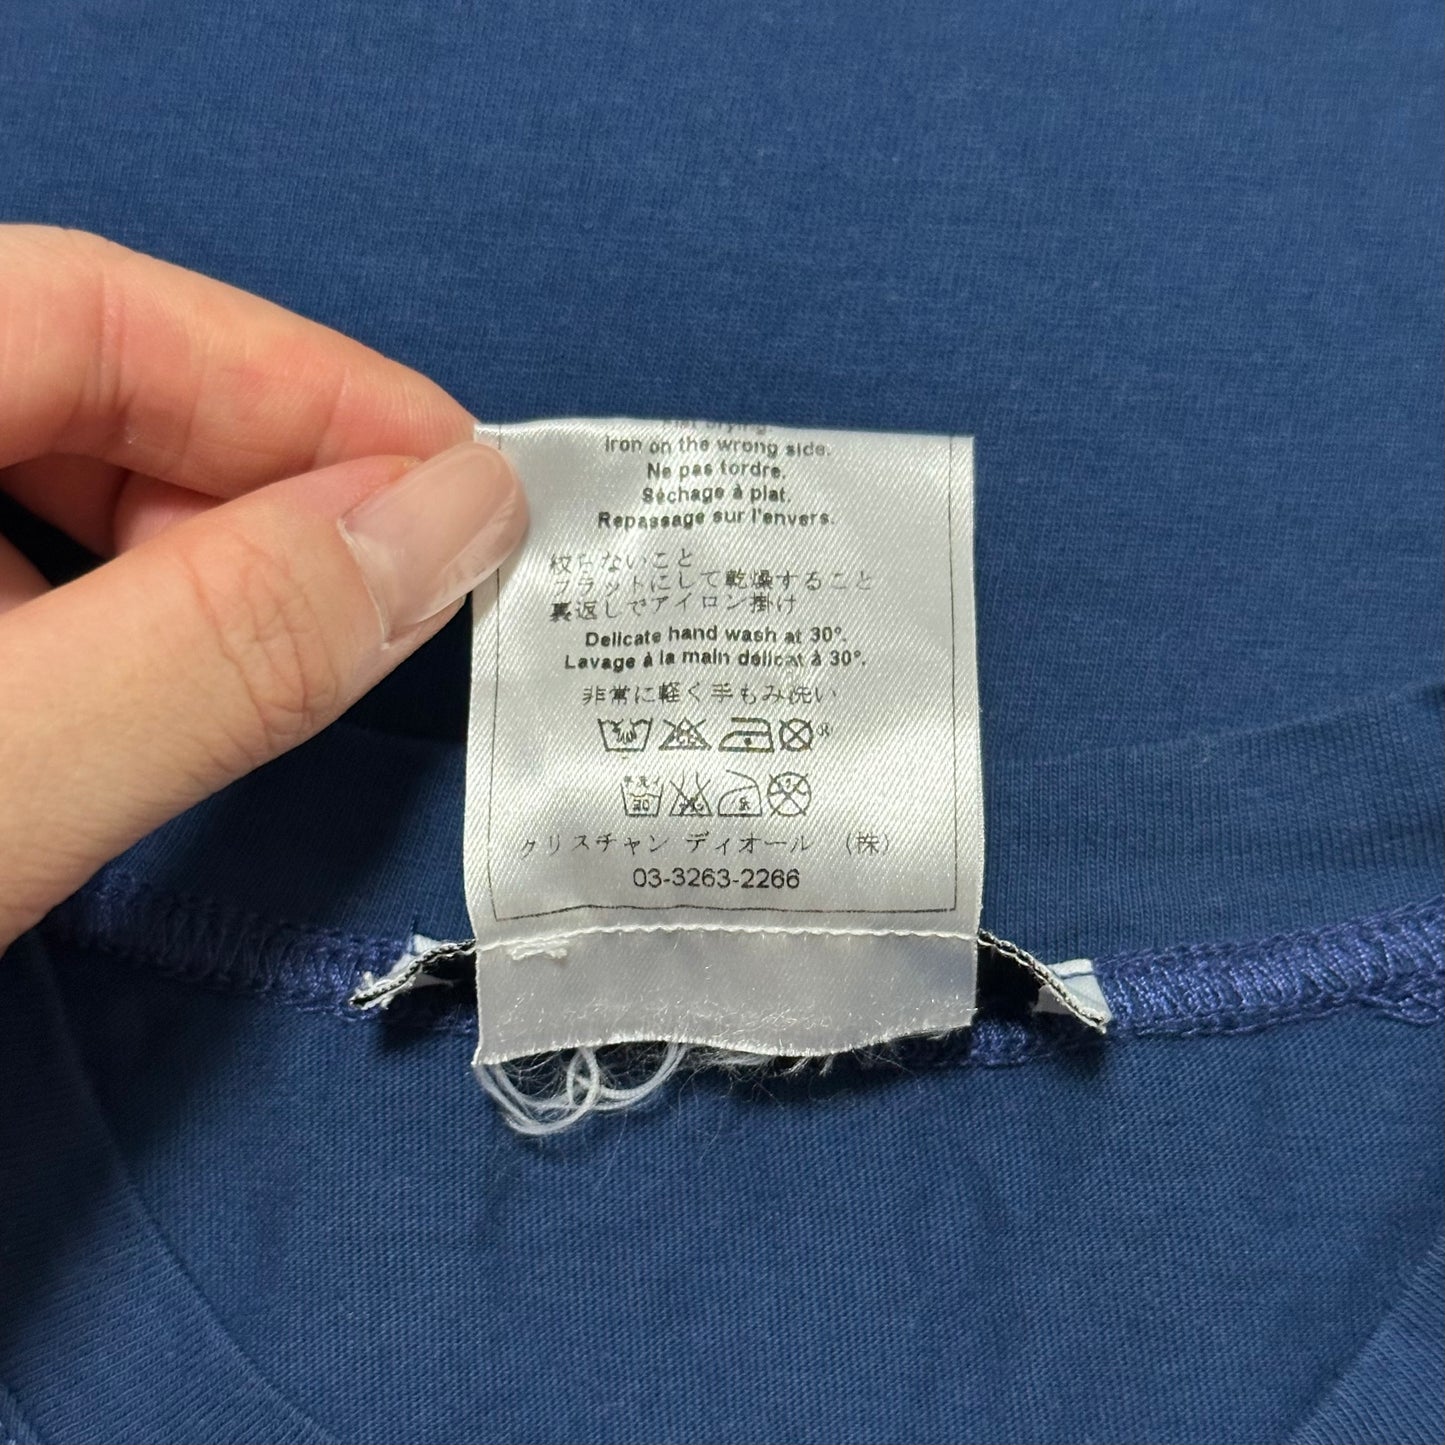 Flat drying.
Iron on the wrong side.
Ne pas tordre.
Séchage à plat.
Repassage sur l'envers.
絞らないこと
フラットにして乾燥すること
裏返しでアイロン掛け
Delicate hand wash at 30°.
Lavage à la main délicat à 30°.
非常に軽く手もみ洗い
クリスチャン ディオール (株)
03-3263-2266